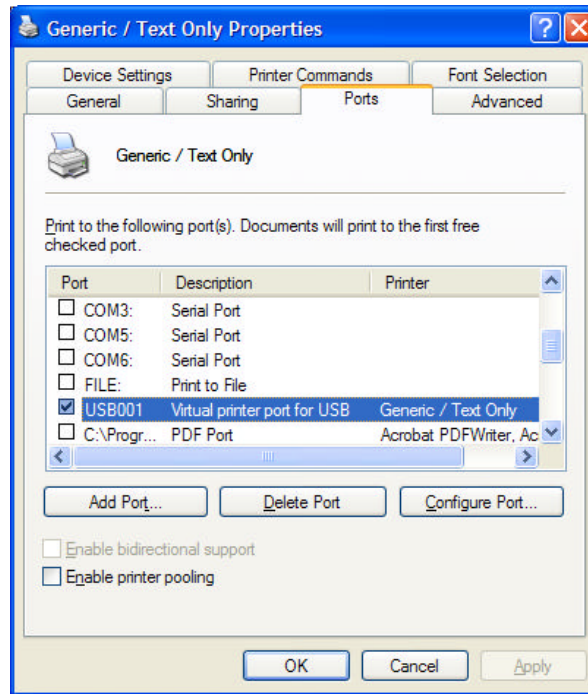 Generic / Text Only Properties
Device Settings Printer Commands Font Selection
General Sharing Ports Advanced
Generic / Text Only
Print to the following port(s). Documents will print to the first free
checked port.
Port Description Printer
COM3: Serial Port
COM5: Serial Port
COM6: Serial Port
FILE: Print to File
USB001 Virtual printer port for USB Generic / Text Only
C:\Progr... PDF Port Acrobat PDFWriter, Ac
Add Port... Delete Port Configure Port...
Enable bidirectional support
Enable printer pooling
OK Cancel Apply